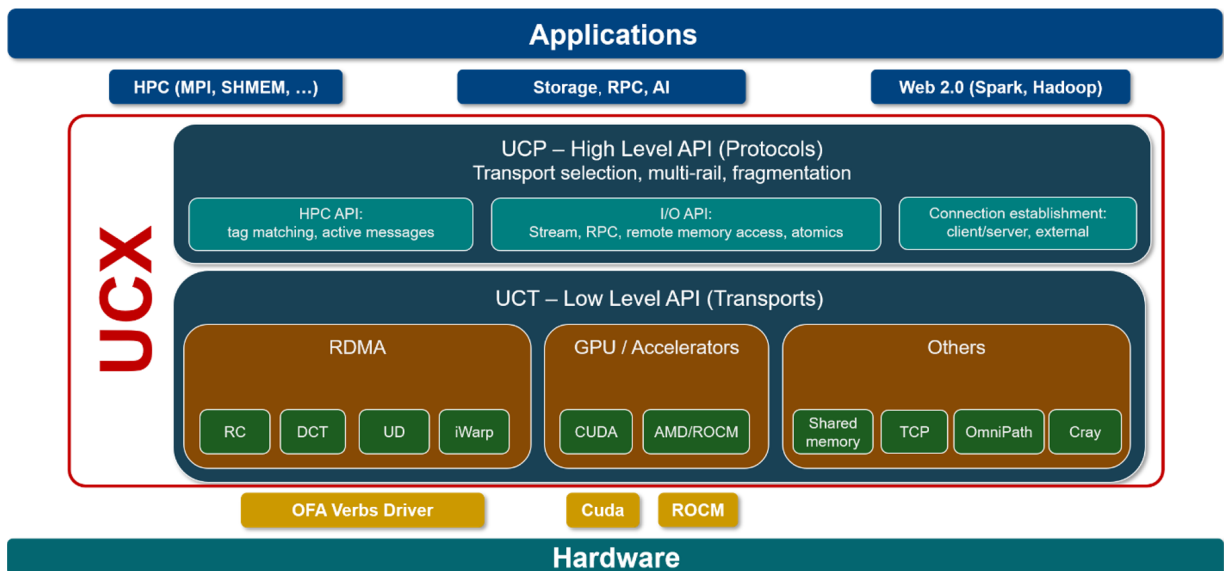 Applications
HPC (MPI, SHMEM, …)
Storage, RPC, AI
Web 2.0 (Spark, Hadoop)
UCX
UCP – High Level API (Protocols)
Transport selection, multi-rail, fragmentation
HPC API:
tag matching, active messages
I/O API:
Stream, RPC, remote memory access, atomics
Connection establishment:
client/server, external
UCT – Low Level API (Transports)
RDMA
RC
DCT
UD
iWarp
GPU / Accelerators
CUDA
AMD/ROCM
Others
Shared
memory
TCP
OmniPath
Cray
OFA Verbs Driver
Cuda
ROCM
Hardware